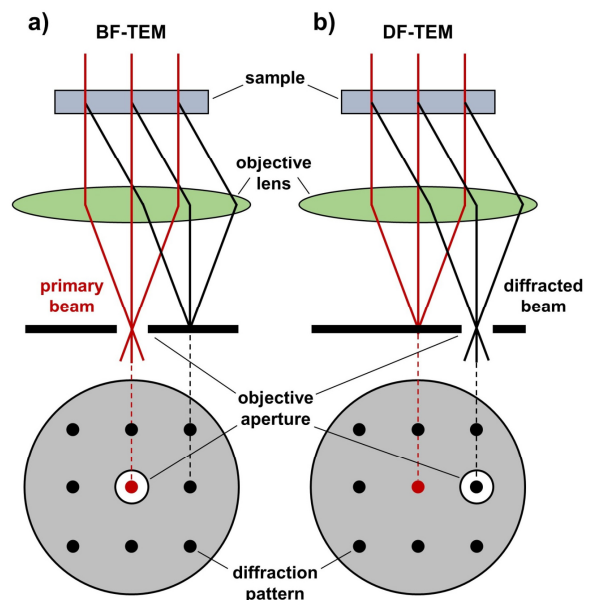 a)
BF-TEM
b)
DF-TEM
sample
objective
lens
primary
beam
diffracted
beam
objective
aperture
diffraction
pattern